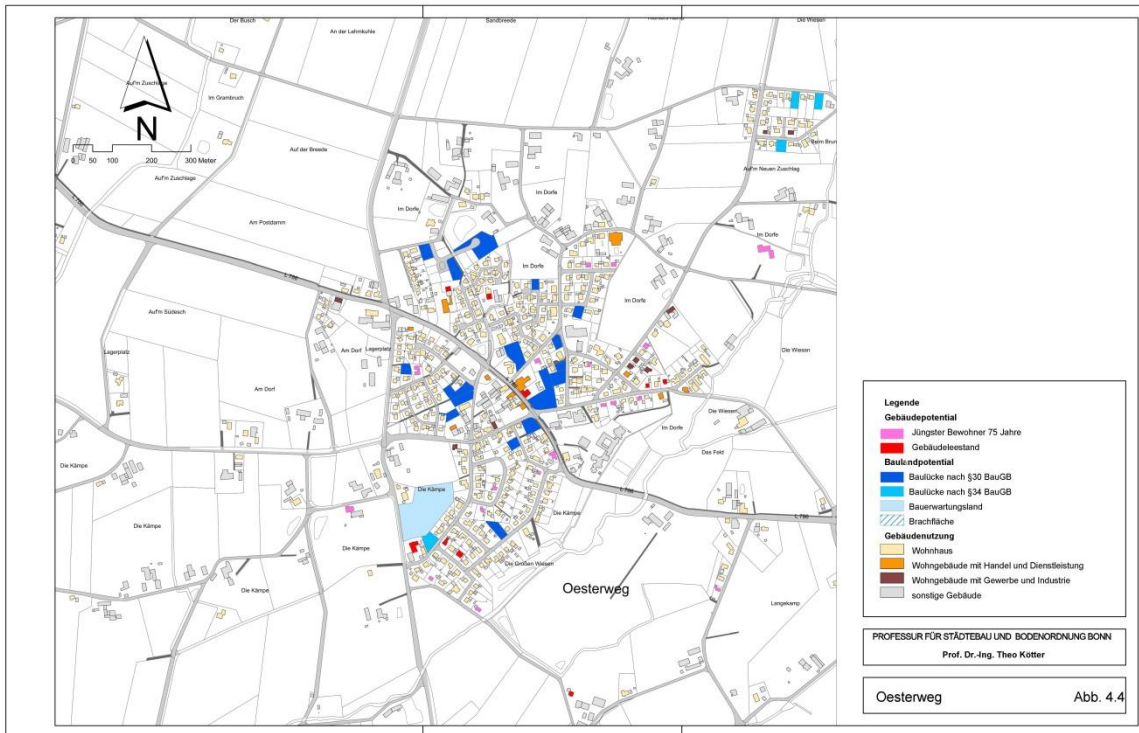 Der Busch
Sandbreede
Die Wiesen
An der Lehmkuhle
Auf'm Zuschlage
Im Grambruch
N
0 50 100 200 300 Meter
Auf der Breede
Beim Brun
Auf'm Zuschlage
Auf'm Neuen Zuschlag
L 786
Im Dorfe
Im Dorfe
Am Postdamm
Im Dorfe
Im Dorfe
L 786
Im Dorfe
Auf'm Südesch
Lagerplatz
Am Dorf
Lagerplatz
Die Wiesen
Am Dorf
Die Wiesen
Im Dorfe
Das Feld
Die Kämpe
Die Kämpe
L 786
L 786
Die Kämpe
Die Kämpe
Die Kämpe
Die Großen Wiesen
Die Kämpe
Oesterweg
Langekamp
Legende
Gebäudepotential
Jüngster Bewohner 75 Jahre
Gebäudeleestand
Baulandpotential
Baulücke nach §30 BauGB
Baulücke nach §34 BauGB
Bauerwartungsland
Brachfläche
Gebäudenutzung
Wohnhaus
Wohngebäude mit Handel und Dienstleistung
Wohngebäude mit Gewerbe und Industrie
sonstige Gebäude
PROFESSUR FÜR STÄDTEBAU UND BODENORDNUNG BONN
Prof. Dr.-Ing. Theo Kötter
Oesterweg Abb. 4.4